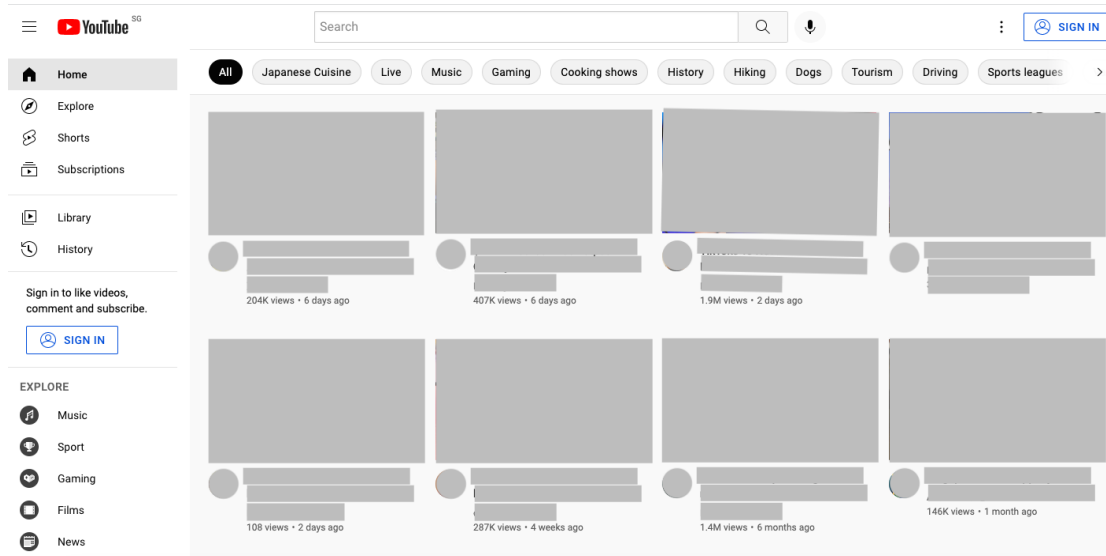 YouTube SG
Search
SIGN IN
Home
Explore
Shorts
Subscriptions
Library
History
Sign in to like videos,
comment and subscribe.
SIGN IN
EXPLORE
Music
Sport
Gaming
Films
News
All Japanese Cuisine Live Music Gaming Cooking shows History Hiking Dogs Tourism Driving Sports leagues
204K views • 6 days ago
407K views • 6 days ago
1.9M views • 2 days ago
108 views • 2 days ago
287K views • 4 weeks ago
1.4M views • 6 months ago
146K views • 1 month ago